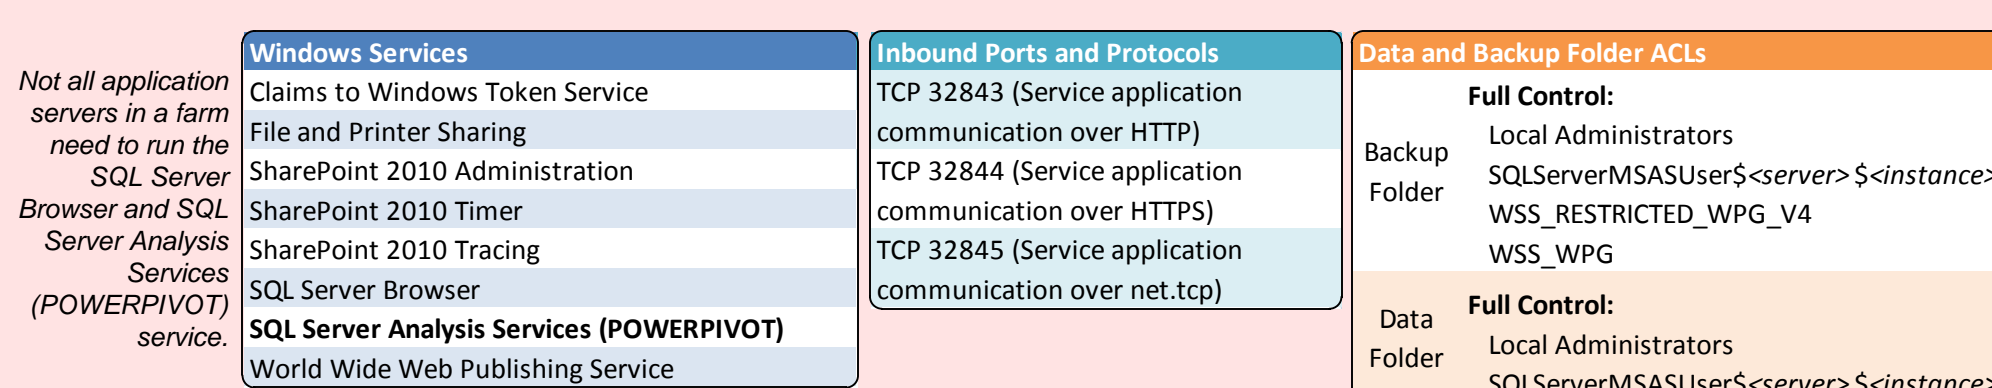 Not all application
servers in a farm
need to run the
SQL Server
Browser and SQL
Server Analysis
Services
(POWERPIVOT)
service.
Windows Services
Claims to Windows Token Service
File and Printer Sharing
SharePoint 2010 Administration
SharePoint 2010 Timer
SharePoint 2010 Tracing
SQL Server Browser
SQL Server Analysis Services (POWERPIVOT)
World Wide Web Publishing Service
Inbound Ports and Protocols
TCP 32843 (Service application
communication over HTTP)
TCP 32844 (Service application
communication over HTTPS)
TCP 32845 (Service application
communication over net.tcp)
Data and Backup Folder ACLs
Backup
Folder
Full Control:
Local Administrators
SQLServerMSASUser$<server>$<instance>
WSS_RESTRICTED_WPG_V4
WSS_WPG
Data
Folder
Full Control:
Local Administrators
SQLServerMSASUser$<server>$<instance>